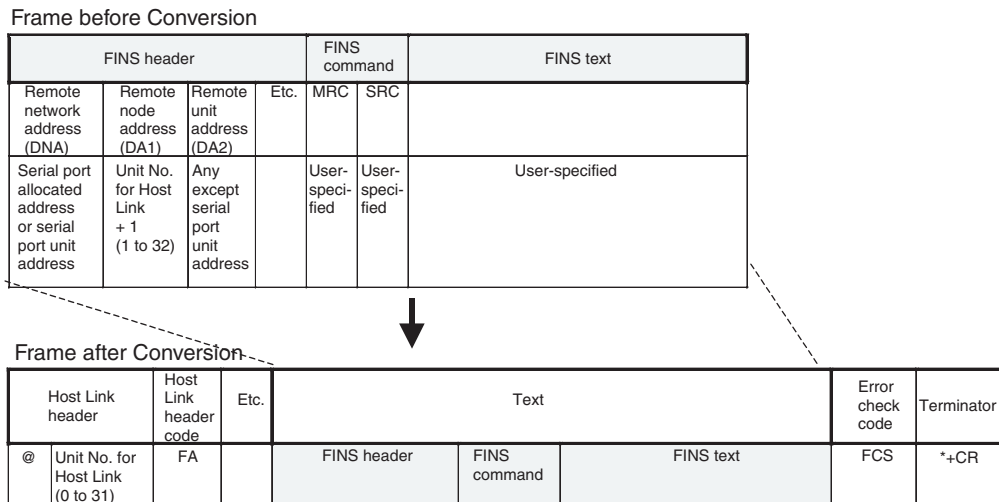 Frame before Conversion
FINS header
FINS
command
FINS text
Remote
network
address
(DNA)
Remote
node
address
(DA1)
Remote
unit
address
(DA2)
Etc.
MRC
SRC
Serial port
allocated
address
or serial
port unit
address
Unit No.
for Host
Link
+ 1
(1 to 32)
Any
except
serial
port
unit
address
User-
speci-
fied
User-
speci-
fied
User-specified
Frame after Conversion
Host Link
header
Host
Link
header
code
Etc.
Text
Error
check
code
Terminator
@
Unit No. for
Host Link
(0 to 31)
FA
FINS header
FINS
command
FINS text
FCS
*+CR